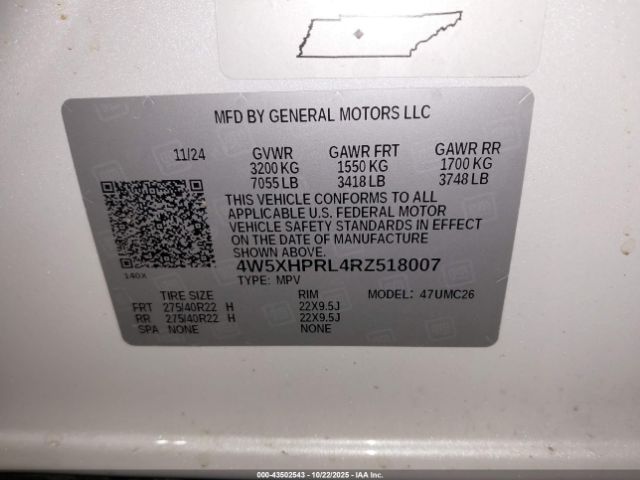 MFD BY GENERAL MOTORS LLC
11/24 GVWR GAWR FRT GAWR RR
3200 KG 1550 KG 1700 KG
7055 LB 3418 LB 3748 LB
THIS VEHICLE CONFORMS TO ALL
APPLICABLE U.S. FEDERAL MOTOR
VEHICLE SAFETY STANDARDS IN EFFECT
ON THE DATE OF MANUFACTURE
SHOWN ABOVE.
4W5XHPRL4RZ518007
140X TYPE: MPV
TIRE SIZE RIM MODEL: 47UMC26
FRT 275/40R22 H 22X9.5J
RR 275/40R22 H 22X9.5J
SPA NONE NONE
000-43502543 - 10/22/2025 - IAAI.COM